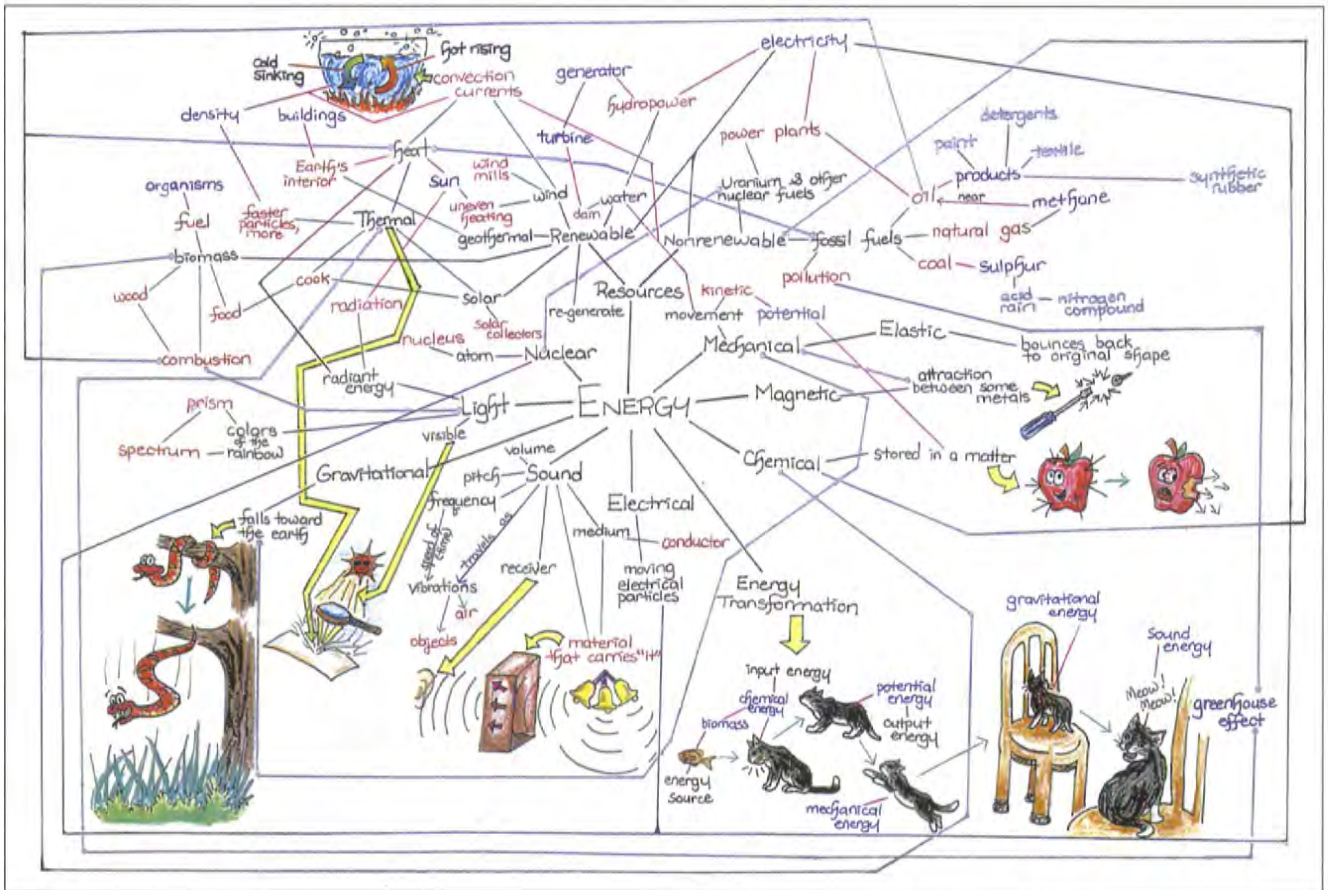 cold
sinking
hot rising
convection
currents
density
buildings
heat
Earth's
interior
organisms
fuel
faster
particles,
more
biomass
wood
food
combustion
Thermal
cook
radiation
radiant
energy
Sun
uneven
heating
wind
mills
wind
geothermal
solar
solar
collectors
nucleus
atom
Nuclear
generator
hydropower
turbine
dam
water
Renewable
re-generate
Resources
electricity
power plants
Uranium & other
nuclear fuels
Nonrenewable
fossil fuels
pollution
oil
near
products
paint
detergents
textile
synthetic
rubber
methane
natural gas
coal
sulphur
acid
rain
nitrogen
compound
kinetic
movement
potential
Mechanical
Elastic
bounces back
to original shape
Magnetic
attraction
between some
metals
Chemical
stored in a matter
ENERGY
Light
visible
prism
spectrum
colors
of the
rainbow
Gravitational
falls toward
the earth
Sound
volume
pitch
frequency
speed of
(time)
travels as
vibrations
air
objects
receiver
medium
conductor
material
that carries "it"
Electrical
moving
electrical
particles
Energy
Transformation
input energy
chemical
energy
biomass
energy
source
potential
energy
output
energy
mechanical
energy
gravitational
energy
sound
energy
Meow!
Meow!
greenhouse
effect